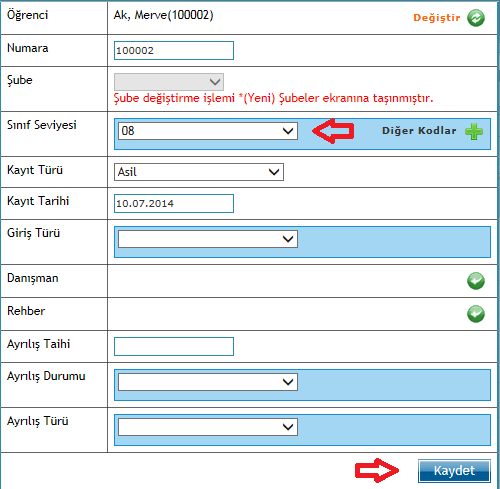 Öğrenci Ak, Merve(100002) Değiştir
Numara 100002
Şube
Şube değiştirme işlemi *(Yeni) Şubeler ekranına taşınmıştır.
Sınıf Seviyesi 08 Diğer Kodlar
Kayıt Türü Asil
Kayıt Tarihi 10.07.2014
Giriş Türü
Danışman
Rehber
Ayrılış Taihi
Ayrılış Durumu
Ayrılış Türü
Kaydet